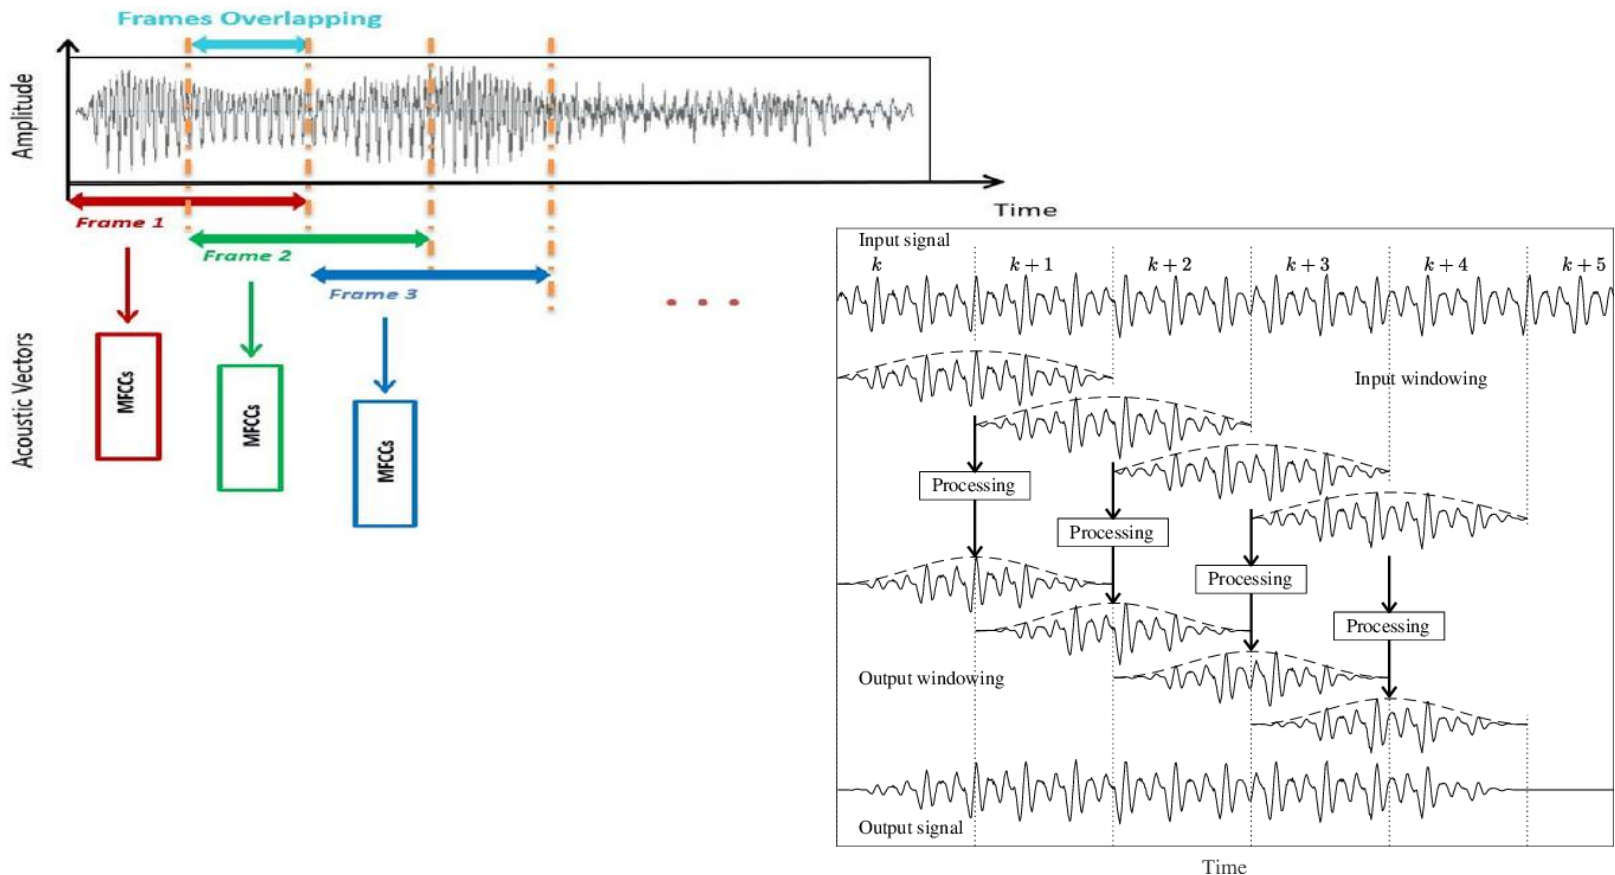 Frames Overlapping
Amplitude
Time
Frame 1
Frame 2
Frame 3
Acoustic Vectors
MFCCs
MFCCs
MFCCs
Input signal
k k + 1 k + 2 k + 3 k + 4 k + 5
Input windowing
Processing
Processing
Processing
Processing
Output windowing
Output signal
Time